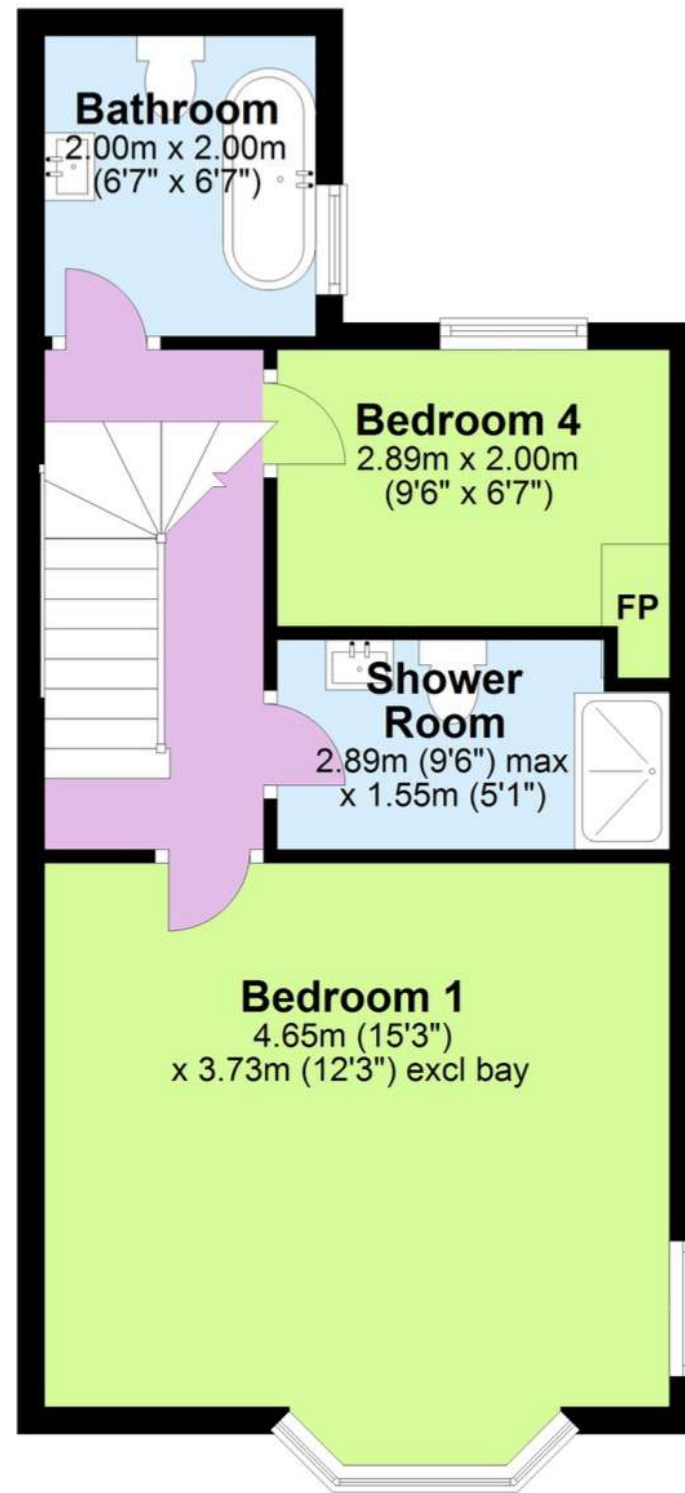 Bathroom
2.00m x 2.00m
(6'7" x 6'7")
Bedroom 4
2.89m x 2.00m
(9'6" x 6'7")
FP
Shower
Room
2.89m (9'6") max
x 1.55m (5'1")
Bedroom 1
4.65m (15'3")
x 3.73m (12'3") excl bay